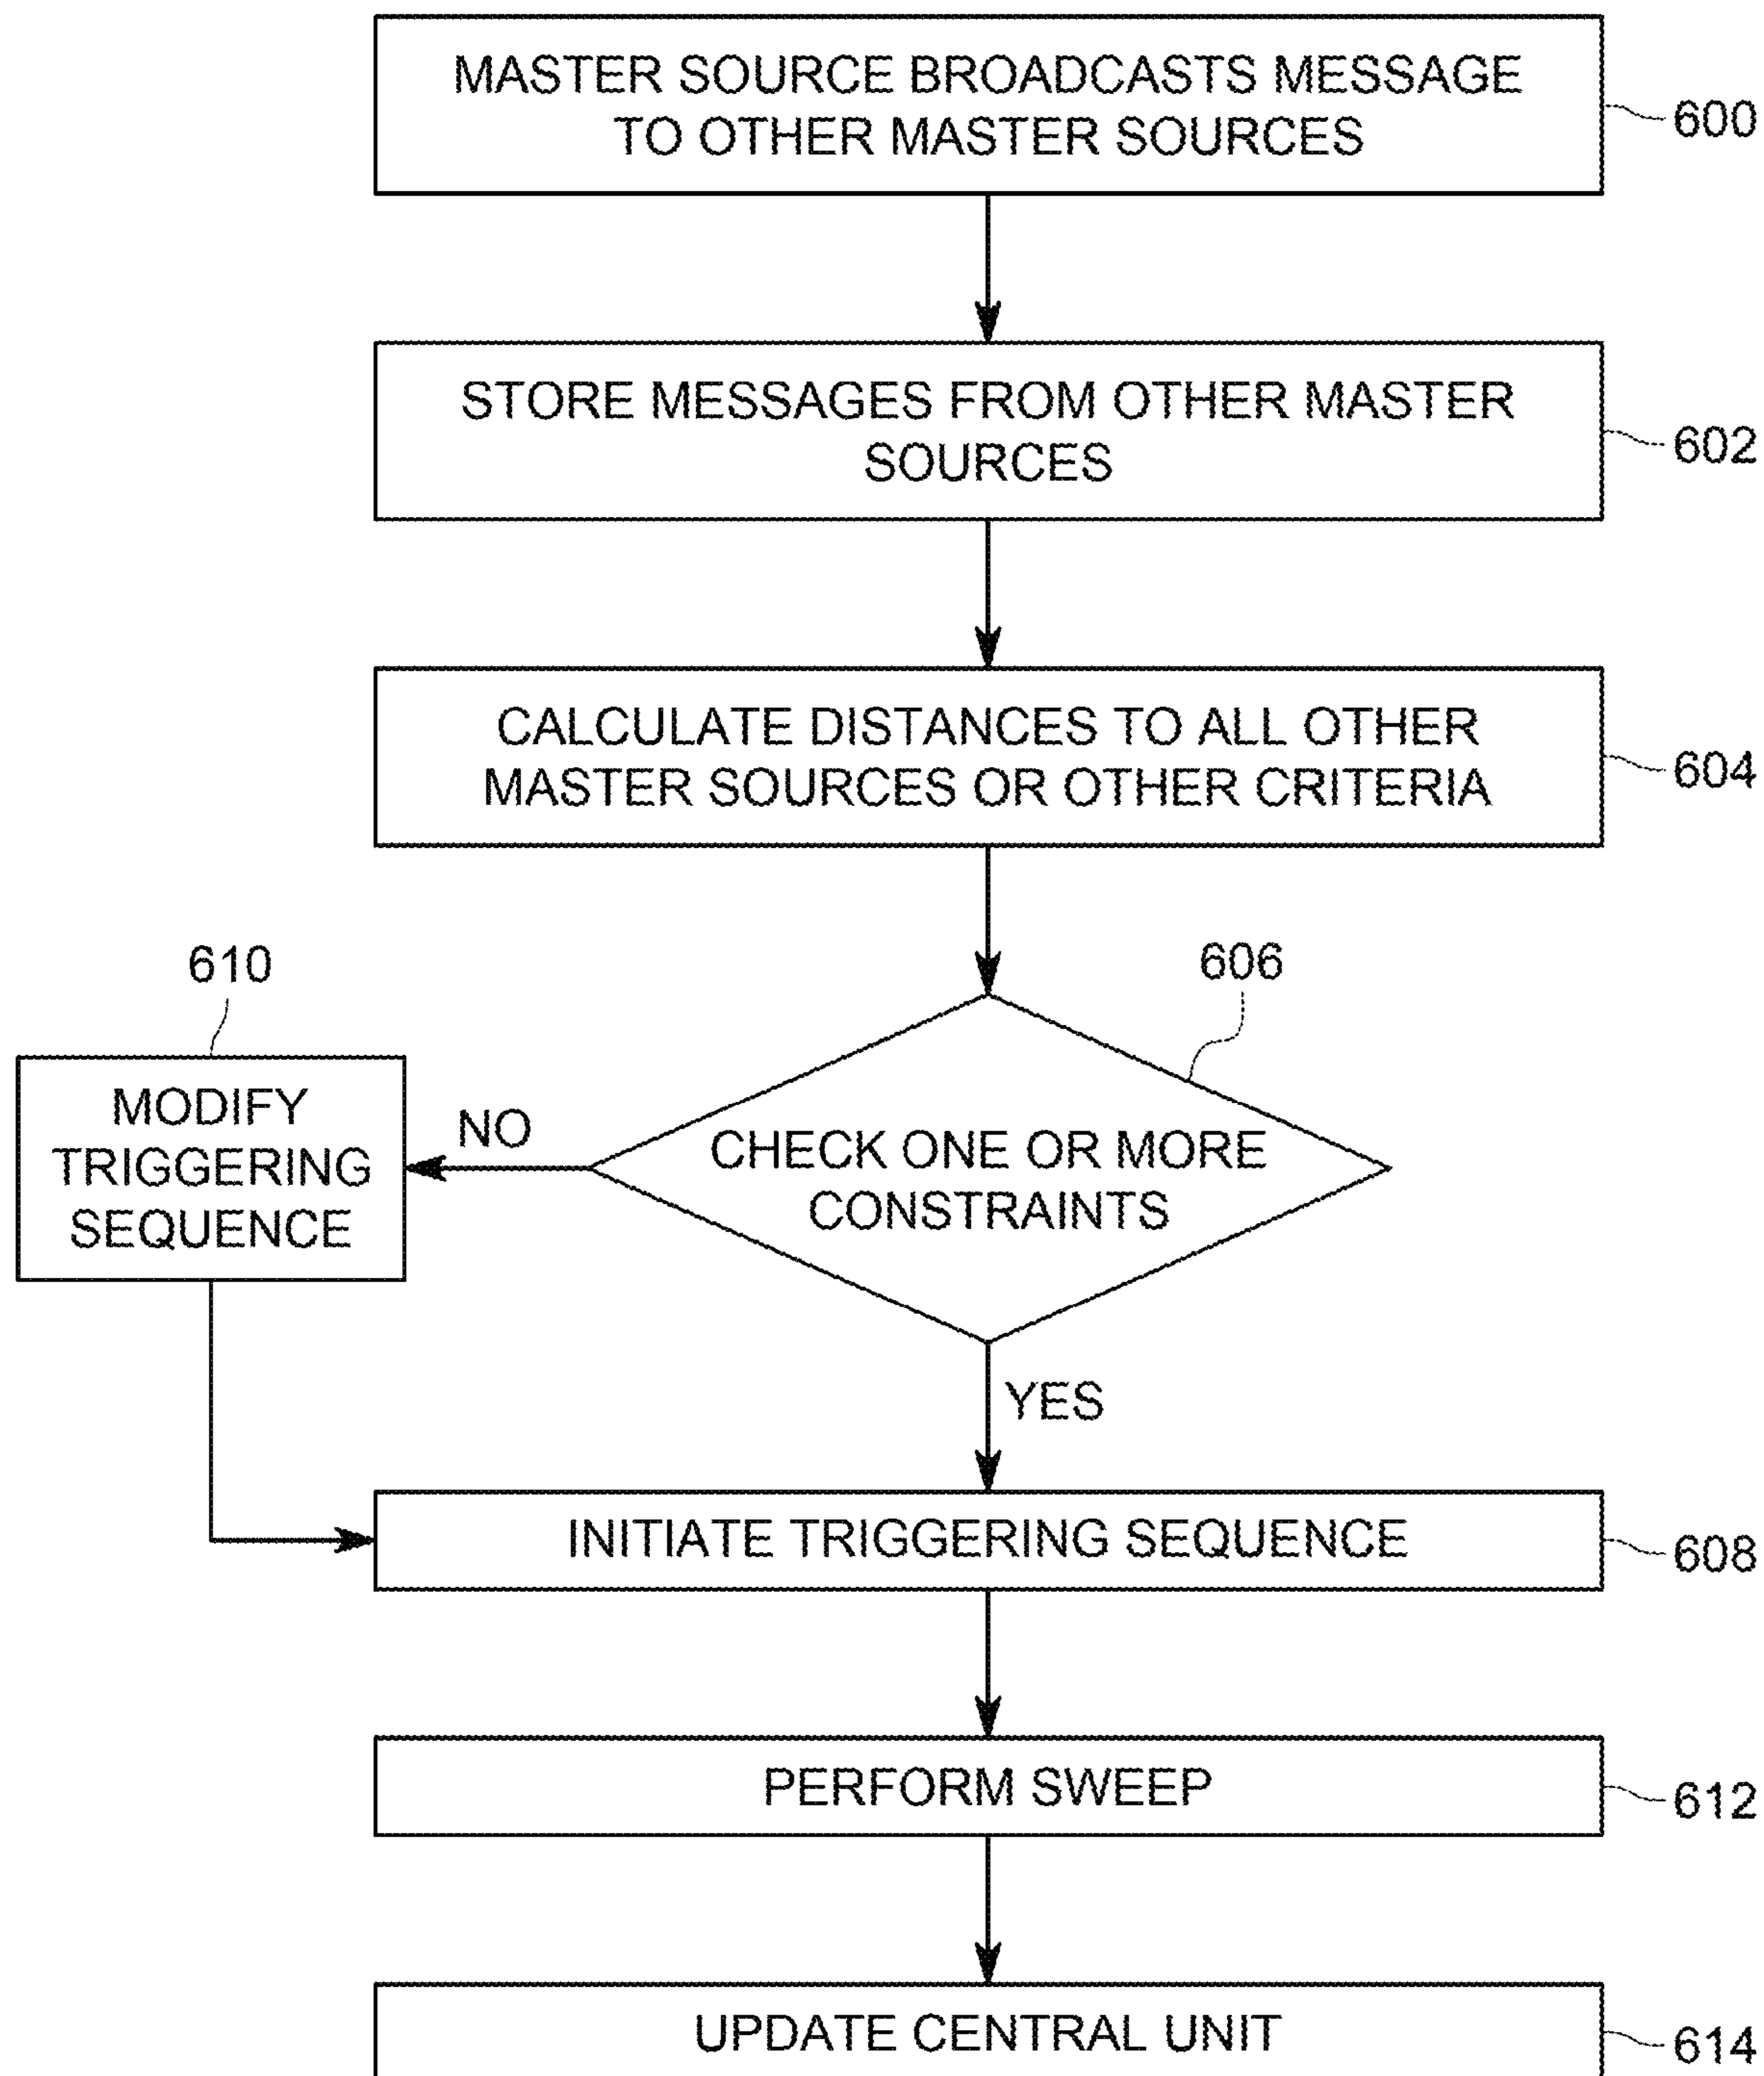 MASTER SOURCE BROADCASTS MESSAGE
TO OTHER MASTER SOURCES
600
STORE MESSAGES FROM OTHER MASTER
SOURCES
602
CALCULATE DISTANCES TO ALL OTHER
MASTER SOURCES OR OTHER CRITERIA
604
610
606
MODIFY
TRIGGERING
SEQUENCE
NO
CHECK ONE OR MORE
CONSTRAINTS
YES
INITIATE TRIGGERING SEQUENCE
608
PERFORM SWEEP
612
UPDATE CENTRAL UNIT
614